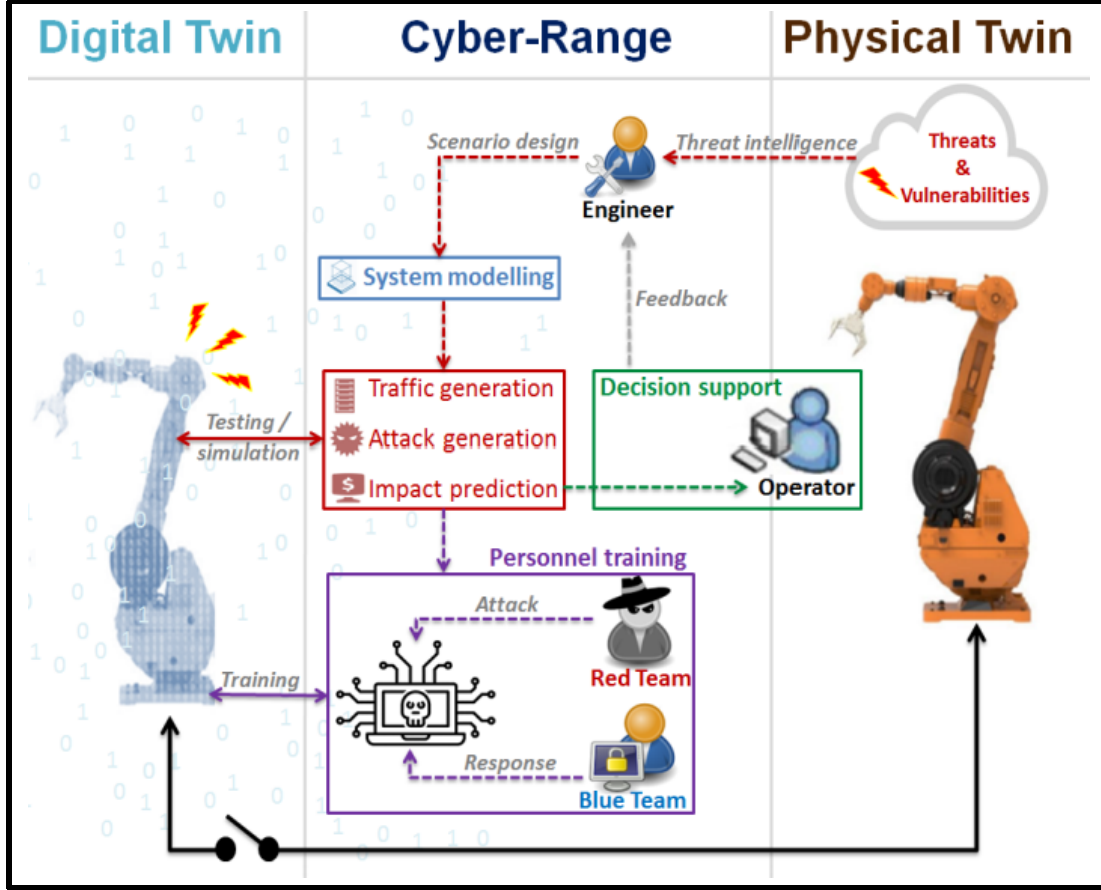 Digital Twin
Cyber-Range
Physical Twin
Scenario design
Threat intelligence
Threats
&
Vulnerabilities
Engineer
System modelling
Feedback
Traffic generation
Attack generation
Impact prediction
Testing /
simulation
Decision support
Operator
Personnel training
Attack
Red Team
Training
Response
Blue Team